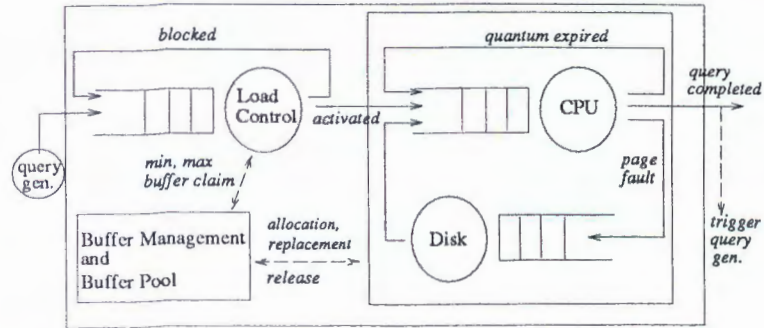 blocked
quantum expired
Load
Control
CPU
query
completed
activated
query
gen.
min, max
buffer claim
page
fault
Buffer Management
and
Buffer Pool
allocation,
replacement
release
Disk
trigger
query
gen.